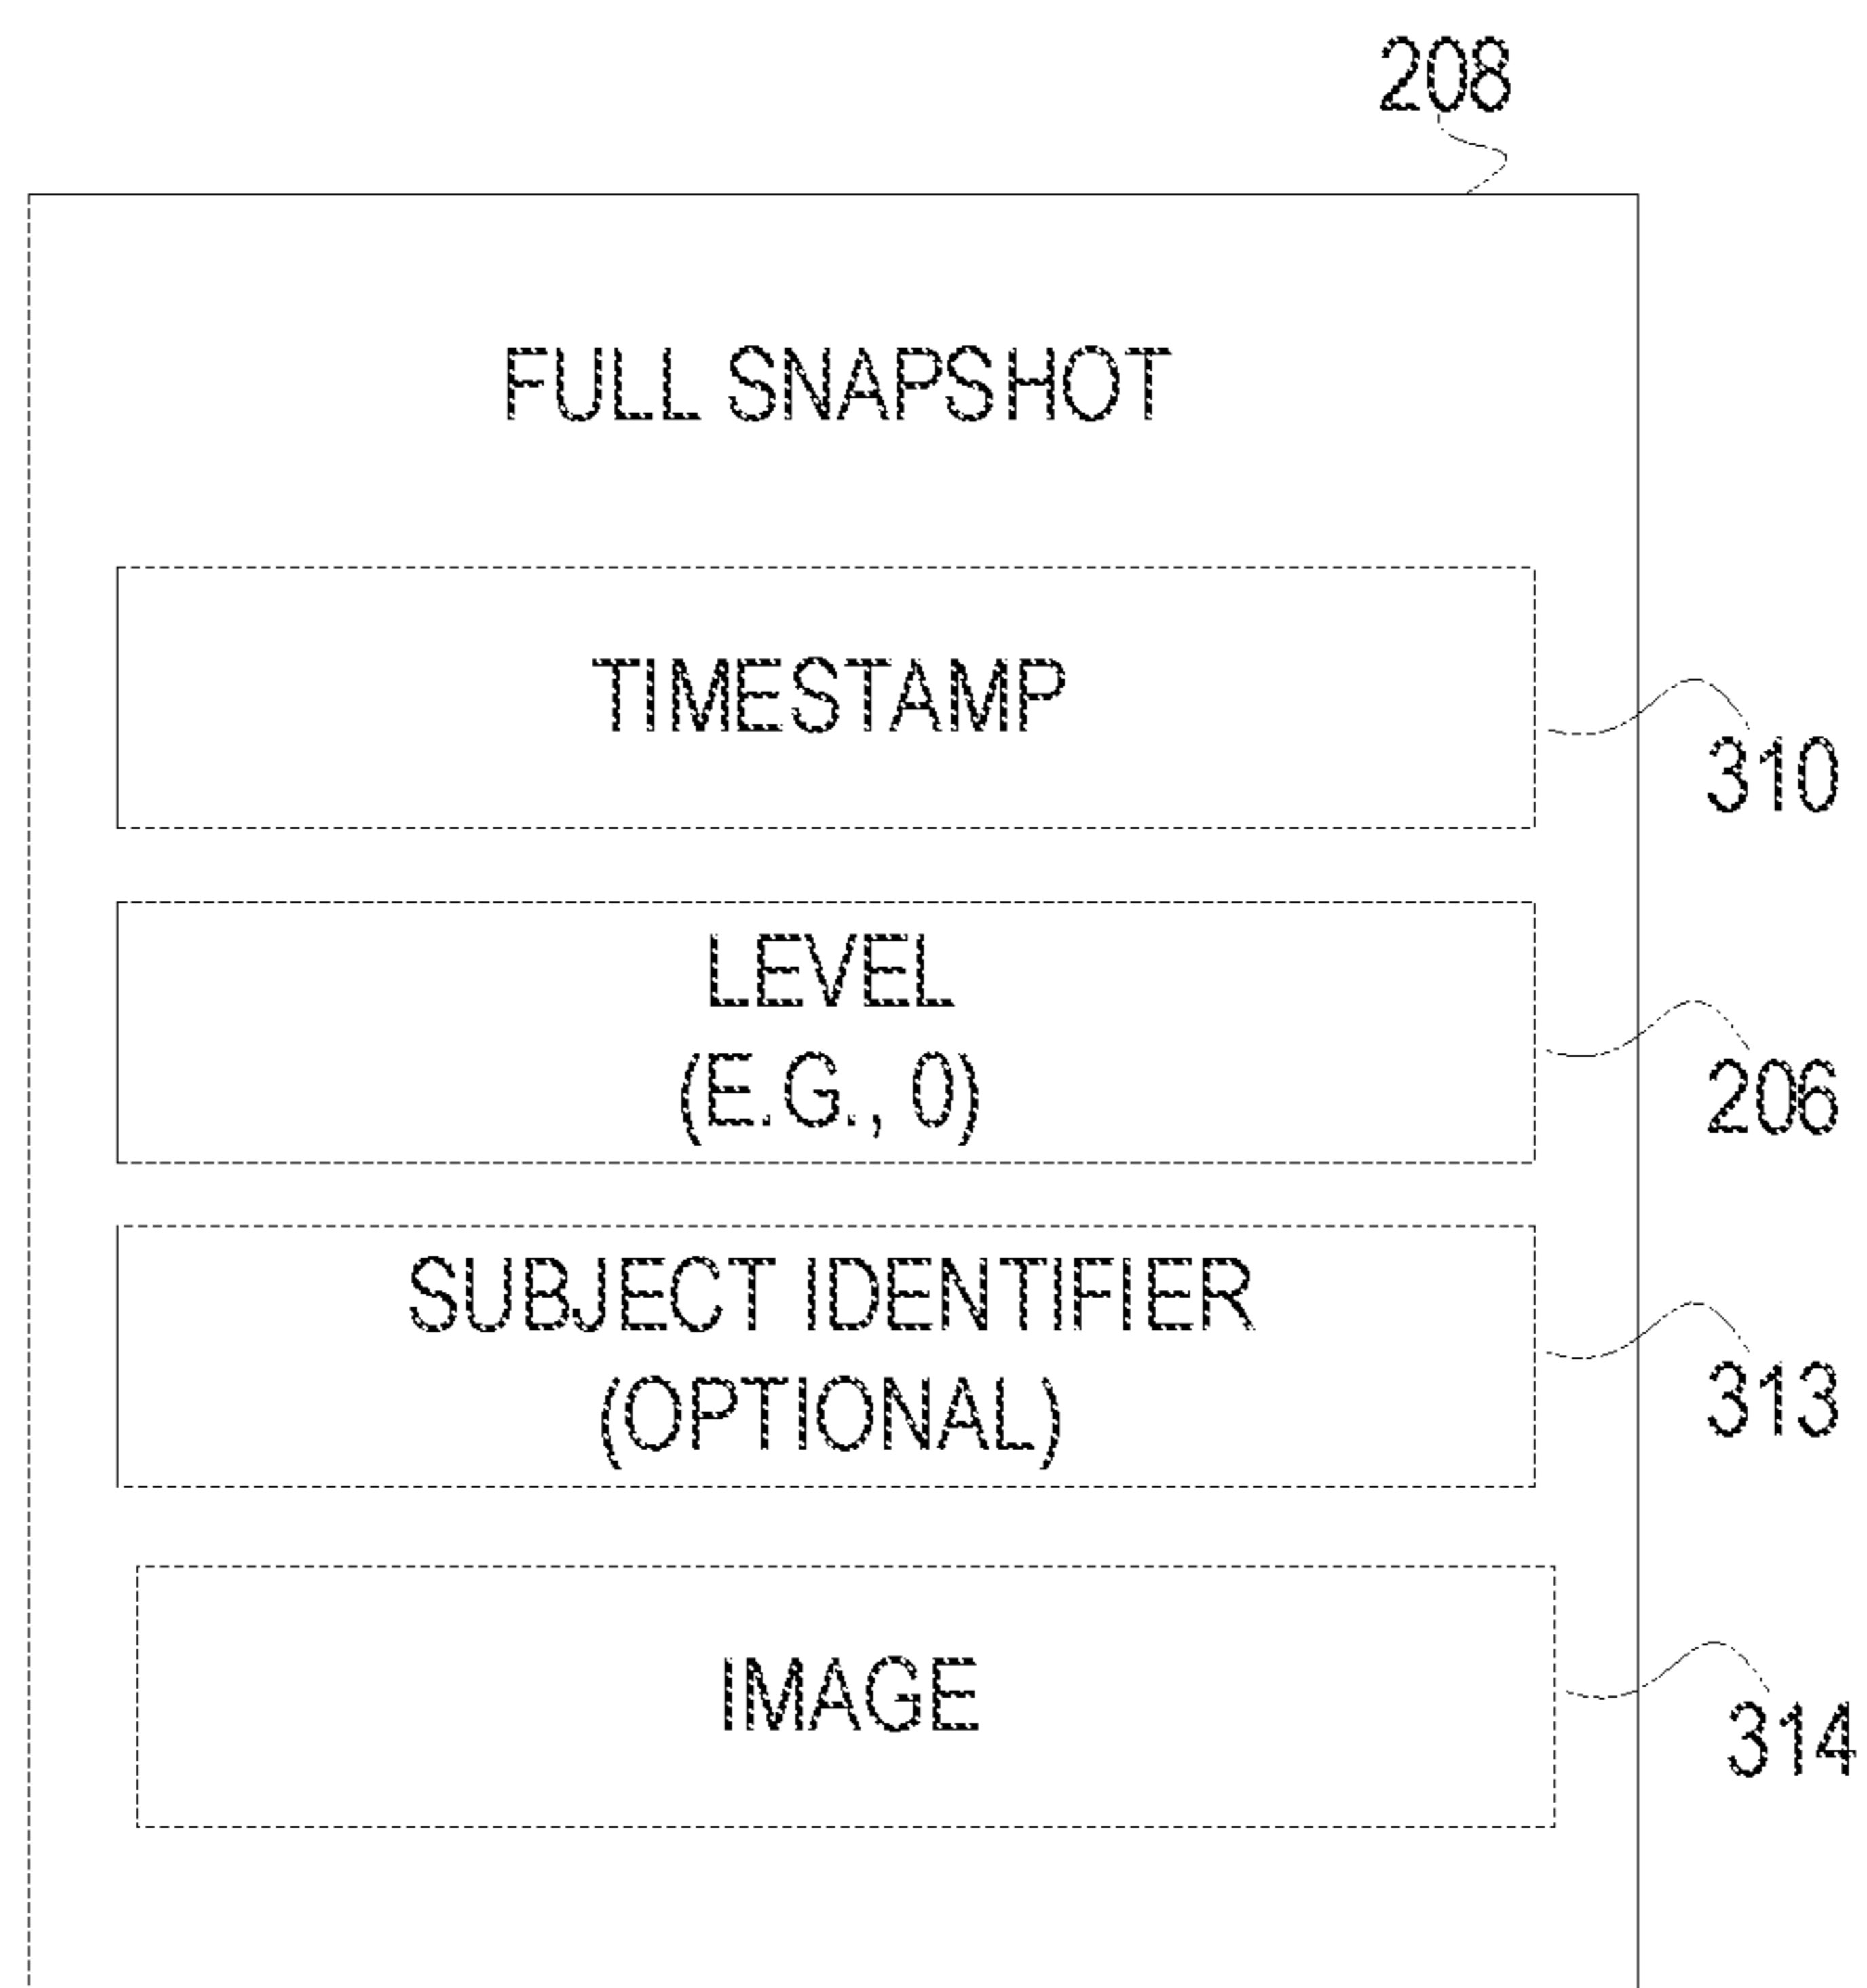 208
FULL SNAPSHOT
TIMESTAMP
310
LEVEL
(E.G., 0)
206
SUBJECT IDENTIFIER
(OPTIONAL)
313
IMAGE
314